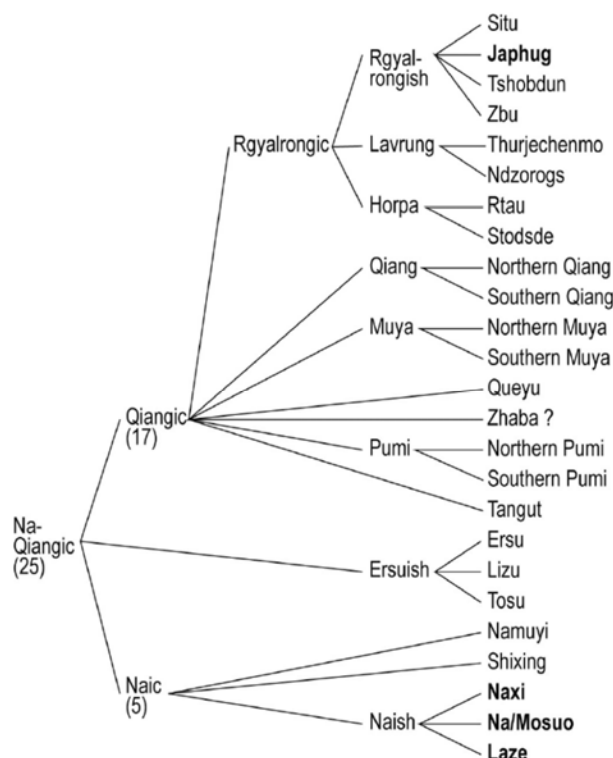 Situ
Rgyal-
rongish
Japhug
Tshobdun
Zbu
Rgyalrongic
Lavrung
Thurjechenmo
Ndzorogs
Horpa
Rtau
Stodsde
Qiang
Northern Qiang
Southern Qiang
Muya
Northern Muya
Southern Muya
Queyu
Qiangic
(17)
Zhaba ?
Pumi
Northern Pumi
Southern Pumi
Tangut
Na-
Qiangic
(25)
Ersuish
Ersu
Lizu
Tosu
Namuyi
Shixing
Naic
(5)
Naish
Naxi
Na/Mosuo
Laze